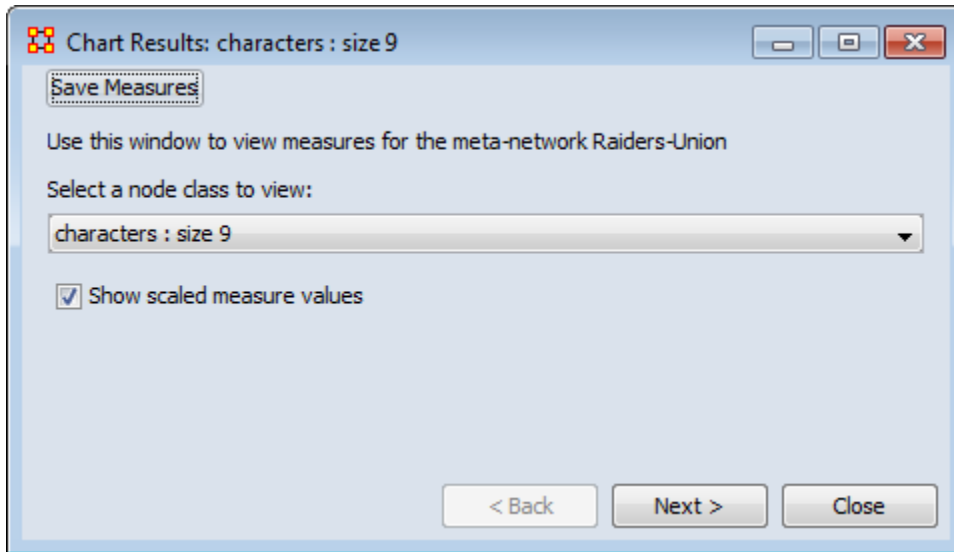 Chart Results: characters : size 9
Save Measures
Use this window to view measures for the meta-network Raiders-Union
Select a node class to view:
characters : size 9
Show scaled measure values
< Back Next > Close